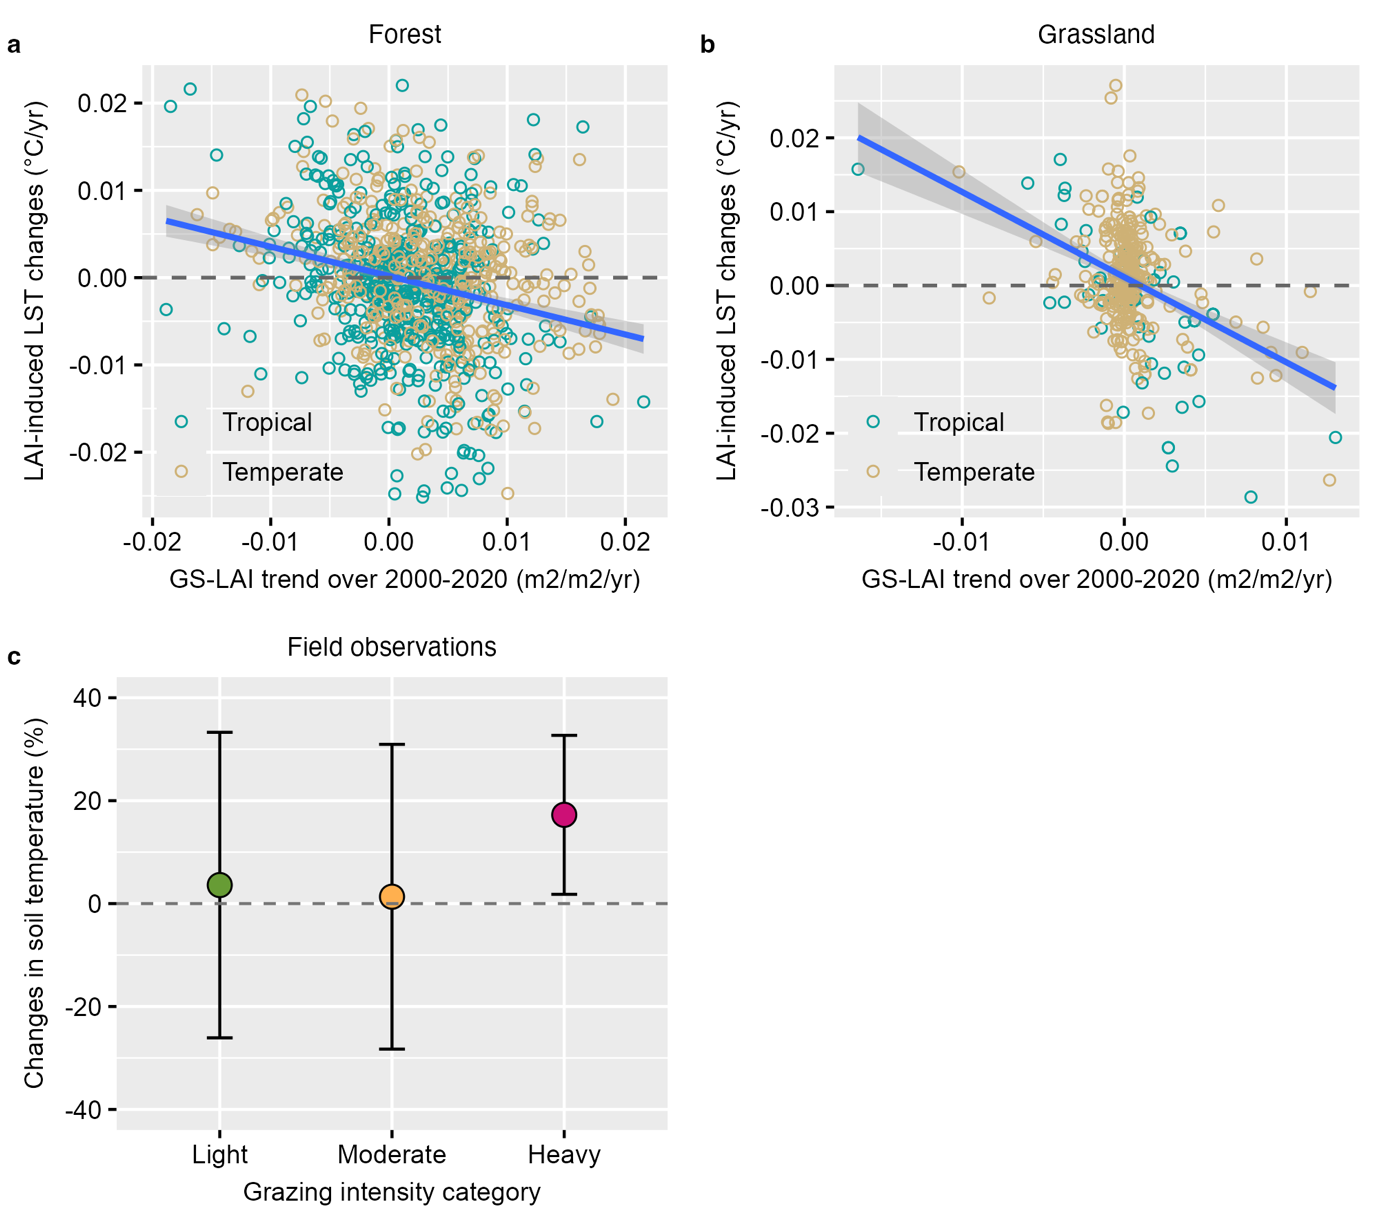 a
Forest
LAI-induced LST changes (°C/yr)
0.02
0.01
0.00
-0.01
-0.02
Tropical
Temperate
-0.02
-0.01
0.00
0.01
0.02
GS-LAI trend over 2000-2020 (m2/m2/yr)
b
Grassland
LAI-induced LST changes (°C/yr)
0.02
0.01
0.00
-0.01
-0.02
-0.03
Tropical
Temperate
-0.01
0.00
0.01
GS-LAI trend over 2000-2020 (m2/m2/yr)
c
Field observations
Changes in soil temperature (%)
40
20
0
-20
-40
Light
Moderate
Heavy
Grazing intensity category